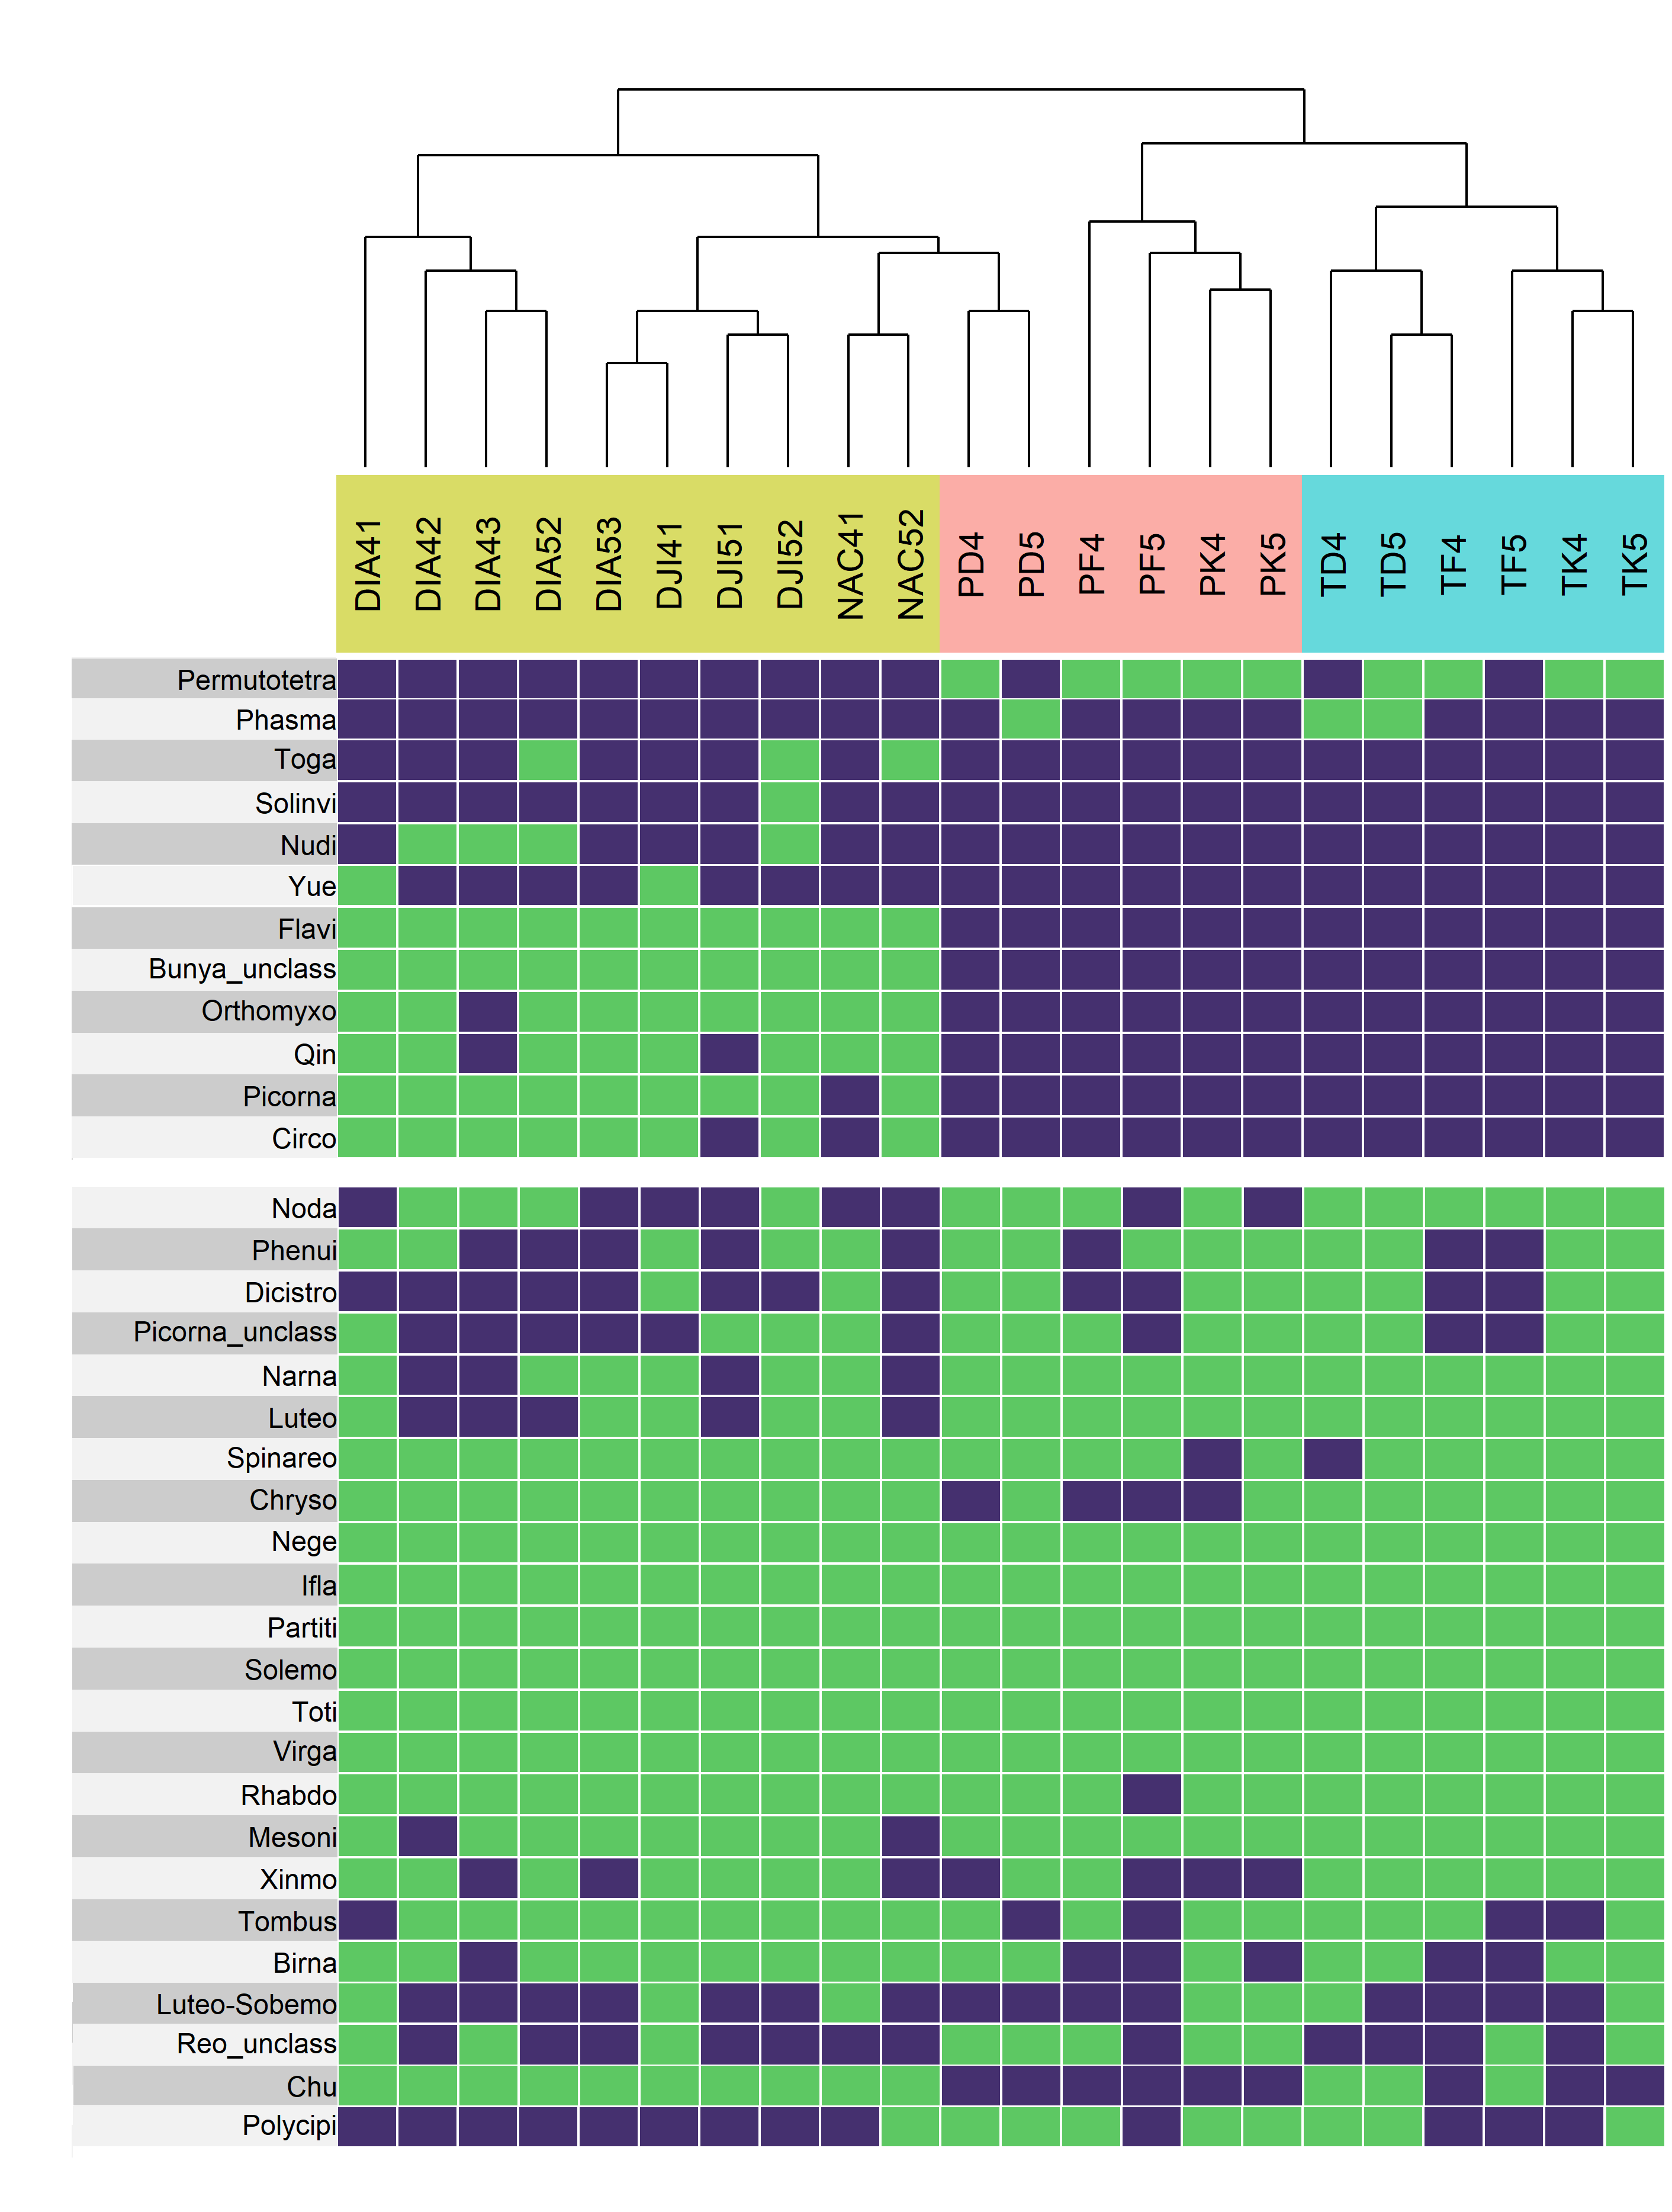 DIA41
DIA42
DIA43
DIA52
DIA53
DJI41
DJI51
DJI52
NAC41
NAC52
PD4
PD5
PF4
PF5
PK4
PK5
TD4
TD5
TF4
TF5
TK4
TK5
Permutotetra
Phasma
Toga
Solinvi
Nudi
Yue
Flavi
Bunya_unclass
Orthomyxo
Qin
Picorna
Circo
Noda
Phenui
Dicistro
Picorna_unclass
Narna
Luteo
Spinareo
Chryso
Nege
Ifla
Partiti
Solemo
Toti
Virga
Rhabdo
Mesoni
Xinmo
Tombus
Birna
Luteo-Sobemo
Reo_unclass
Chu
Polycipi